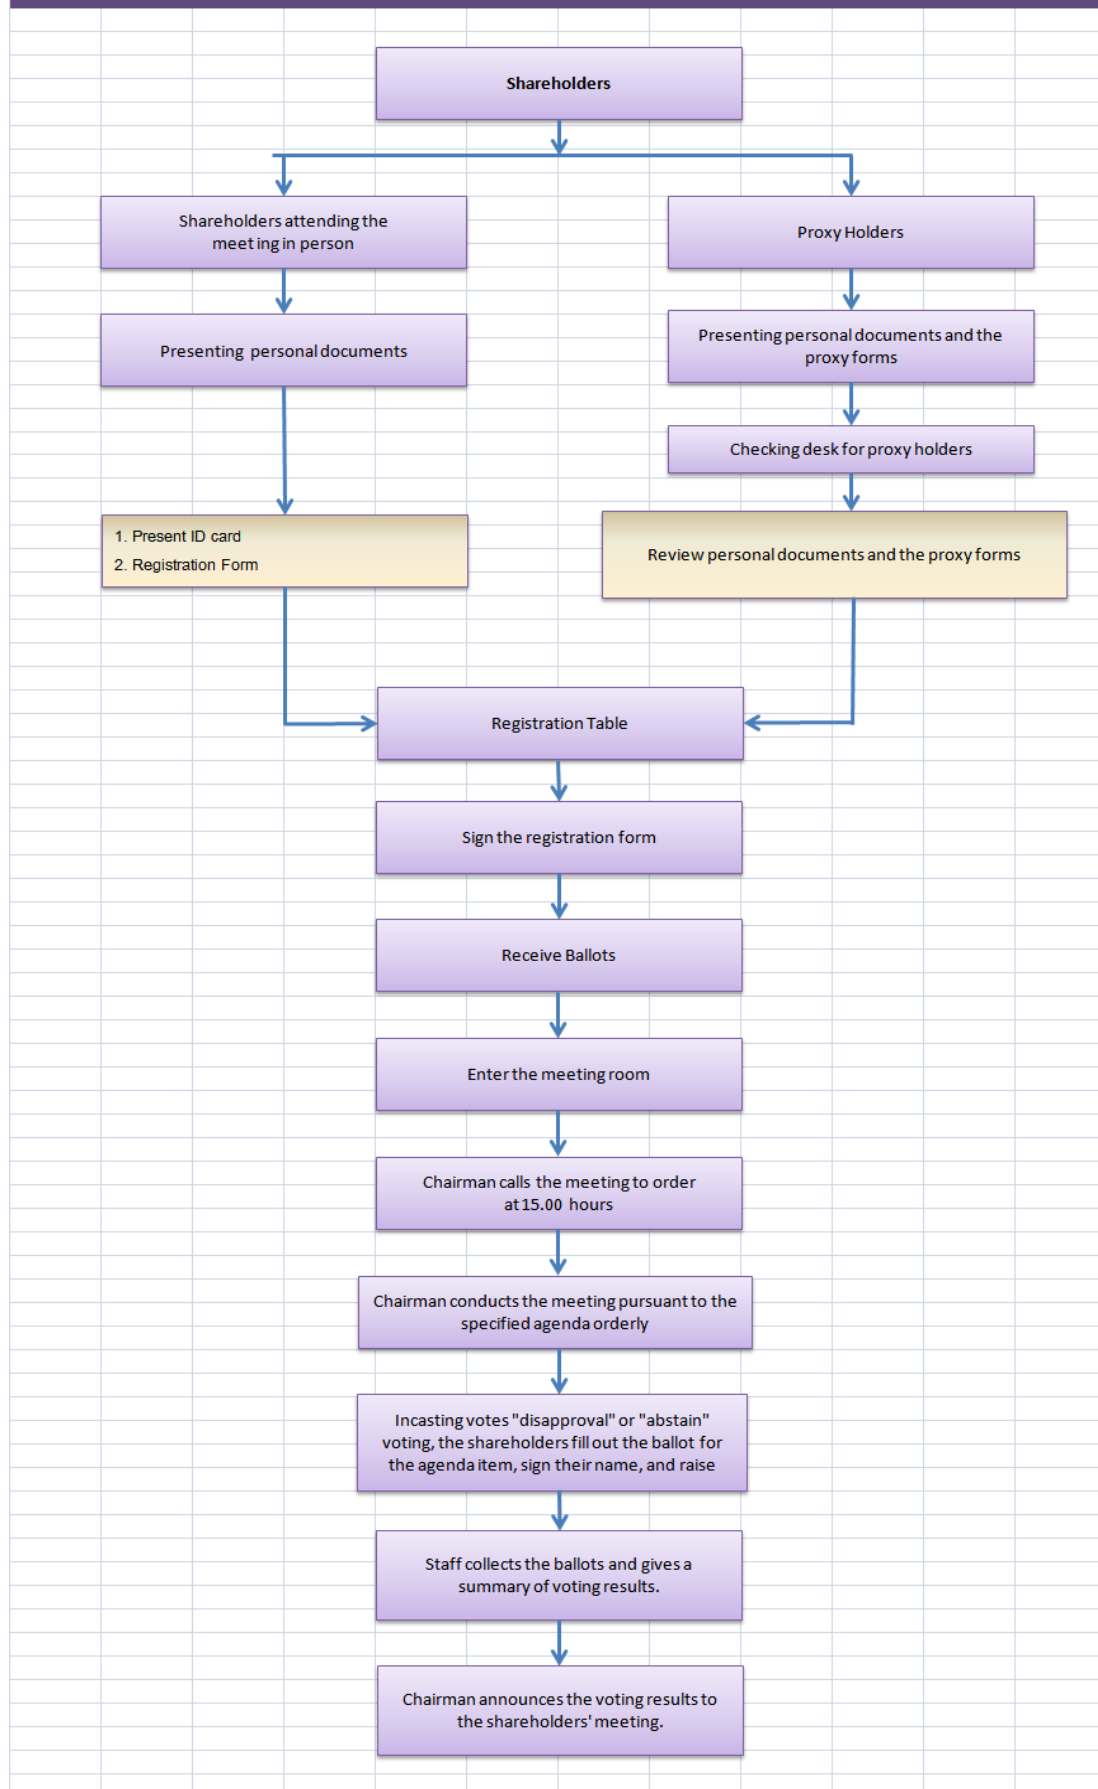 Shareholders
Shareholders attending the
meeting in person
Proxy Holders
Presenting personal documents
Presenting personal documents and the
proxy forms
Checking desk for proxy holders
1. Present ID card
2. Registration Form
Review personal documents and the proxy forms
Registration Table
Sign the registration form
Receive Ballots
Enter the meeting room
Chairman calls the meeting to order
at 15.00 hours
Chairman conducts the meeting pursuant to the
specified agenda orderly
Incasting votes "disapproval" or "abstain"
voting, the shareholders fill out the ballot for
the agenda item, sign their name, and raise
Staff collects the ballots and gives a
summary of voting results.
Chairman announces the voting results to
the shareholders' meeting.